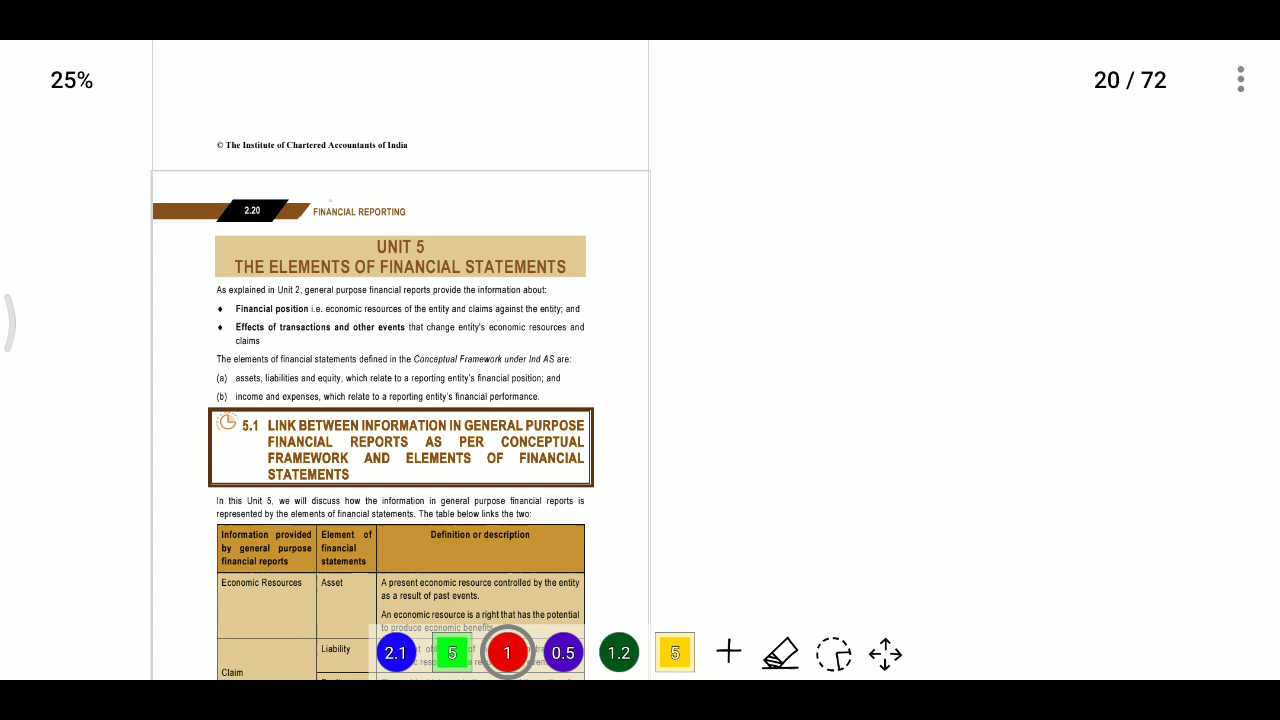 25%
20 / 72
© The Institute of Chartered Accountants of India
2.20
FINANCIAL REPORTING
UNIT 5
THE ELEMENTS OF FINANCIAL STATEMENTS
As explained in Unit 2, general purpose financial reports provide the information about:
♦ Financial position i.e. economic resources of the entity and claims against the entity; and
♦ Effects of transactions and other events that change entity's economic resources and
claims
The elements of financial statements defined in the Conceptual Framework under Ind AS are:
(a) assets, liabilities and equity, which relate to a reporting entity's financial position; and
(b) income and expenses, which relate to a reporting entity's financial performance.
5.1 LINK BETWEEN INFORMATION IN GENERAL PURPOSE
FINANCIAL REPORTS AS PER CONCEPTUAL
FRAMEWORK AND ELEMENTS OF FINANCIAL
STATEMENTS
In this Unit 5, we will discuss how the information in general purpose financial reports is
represented by the elements of financial statements. The table below links the two:
Information provided
by general purpose
financial reports
Element of
financial
statements
Definition or description
Economic Resources
Asset
A present economic resource controlled by the entity
as a result of past events.
An economic resource is a right that has the potential
to produce economic benefits
Liability
Claim
2.1
5
1
0.5
1.2
5